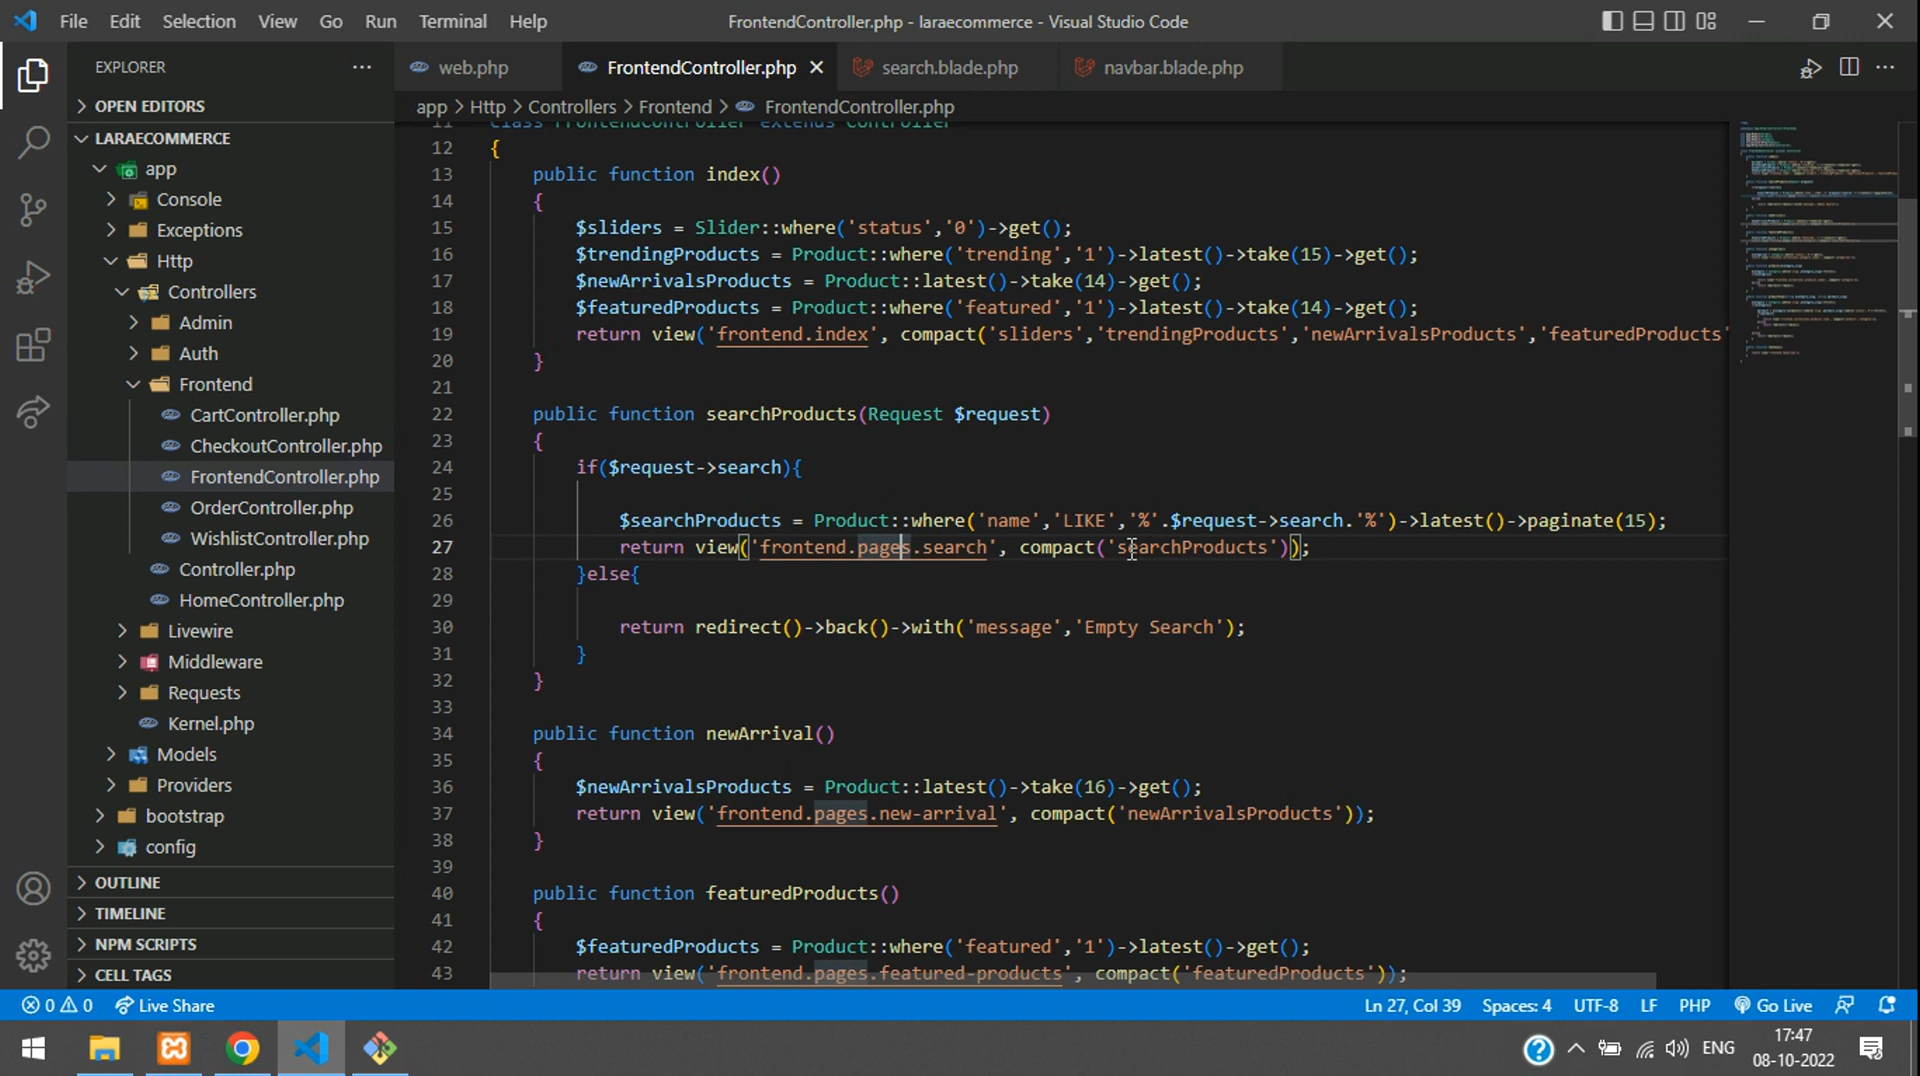 File Edit Selection View Go Run Terminal Help
FrontendController.php - laraecommerce - Visual Studio Code
EXPLORER
OPEN EDITORS
LARAECOMMERCE
app
Console
Exceptions
Http
Controllers
Admin
Auth
Frontend
CartController.php
CheckoutController.php
FrontendController.php
OrderController.php
WishlistController.php
Controller.php
HomeController.php
Livewire
Middleware
Requests
Kernel.php
Models
Providers
bootstrap
config
OUTLINE
TIMELINE
NPM SCRIPTS
CELL TAGS
web.php FrontendController.php search.blade.php navbar.blade.php
app > Http > Controllers > Frontend > FrontendController.php
11 class FrontendController extends Controller
12 {
13 public function index()
14 {
15 $sliders = Slider::where('status','0')->get();
16 $trendingProducts = Product::where('trending','1')->latest()->take(15)->get();
17 $newArrivalsProducts = Product::latest()->take(14)->get();
18 $featuredProducts = Product::where('featured','1')->latest()->take(14)->get();
19 return view('frontend.index', compact('sliders','trendingProducts','newArrivalsProducts','featuredProducts'
20 }
21
22 public function searchProducts(Request $request)
23 {
24 if($request->search){
25
26 $searchProducts = Product::where('name','LIKE','%'.$request->search.'%')->latest()->paginate(15);
27 return view('frontend.pages.search', compact('searchProducts'));
28 }else{
29
30 return redirect()->back()->with('message','Empty Search');
31 }
32 }
33
34 public function newArrival()
35 {
36 $newArrivalsProducts = Product::latest()->take(16)->get();
37 return view('frontend.pages.new-arrival', compact('newArrivalsProducts'));
38 }
39
40 public function featuredProducts()
41 {
42 $featuredProducts = Product::where('featured','1')->latest()->get();
43 return view('frontend.pages.featured-products', compact('featuredProducts'));
0 0 Live Share
Ln 27, Col 39 Spaces: 4 UTF-8 LF PHP Go Live
ENG
17:47
08-10-2022